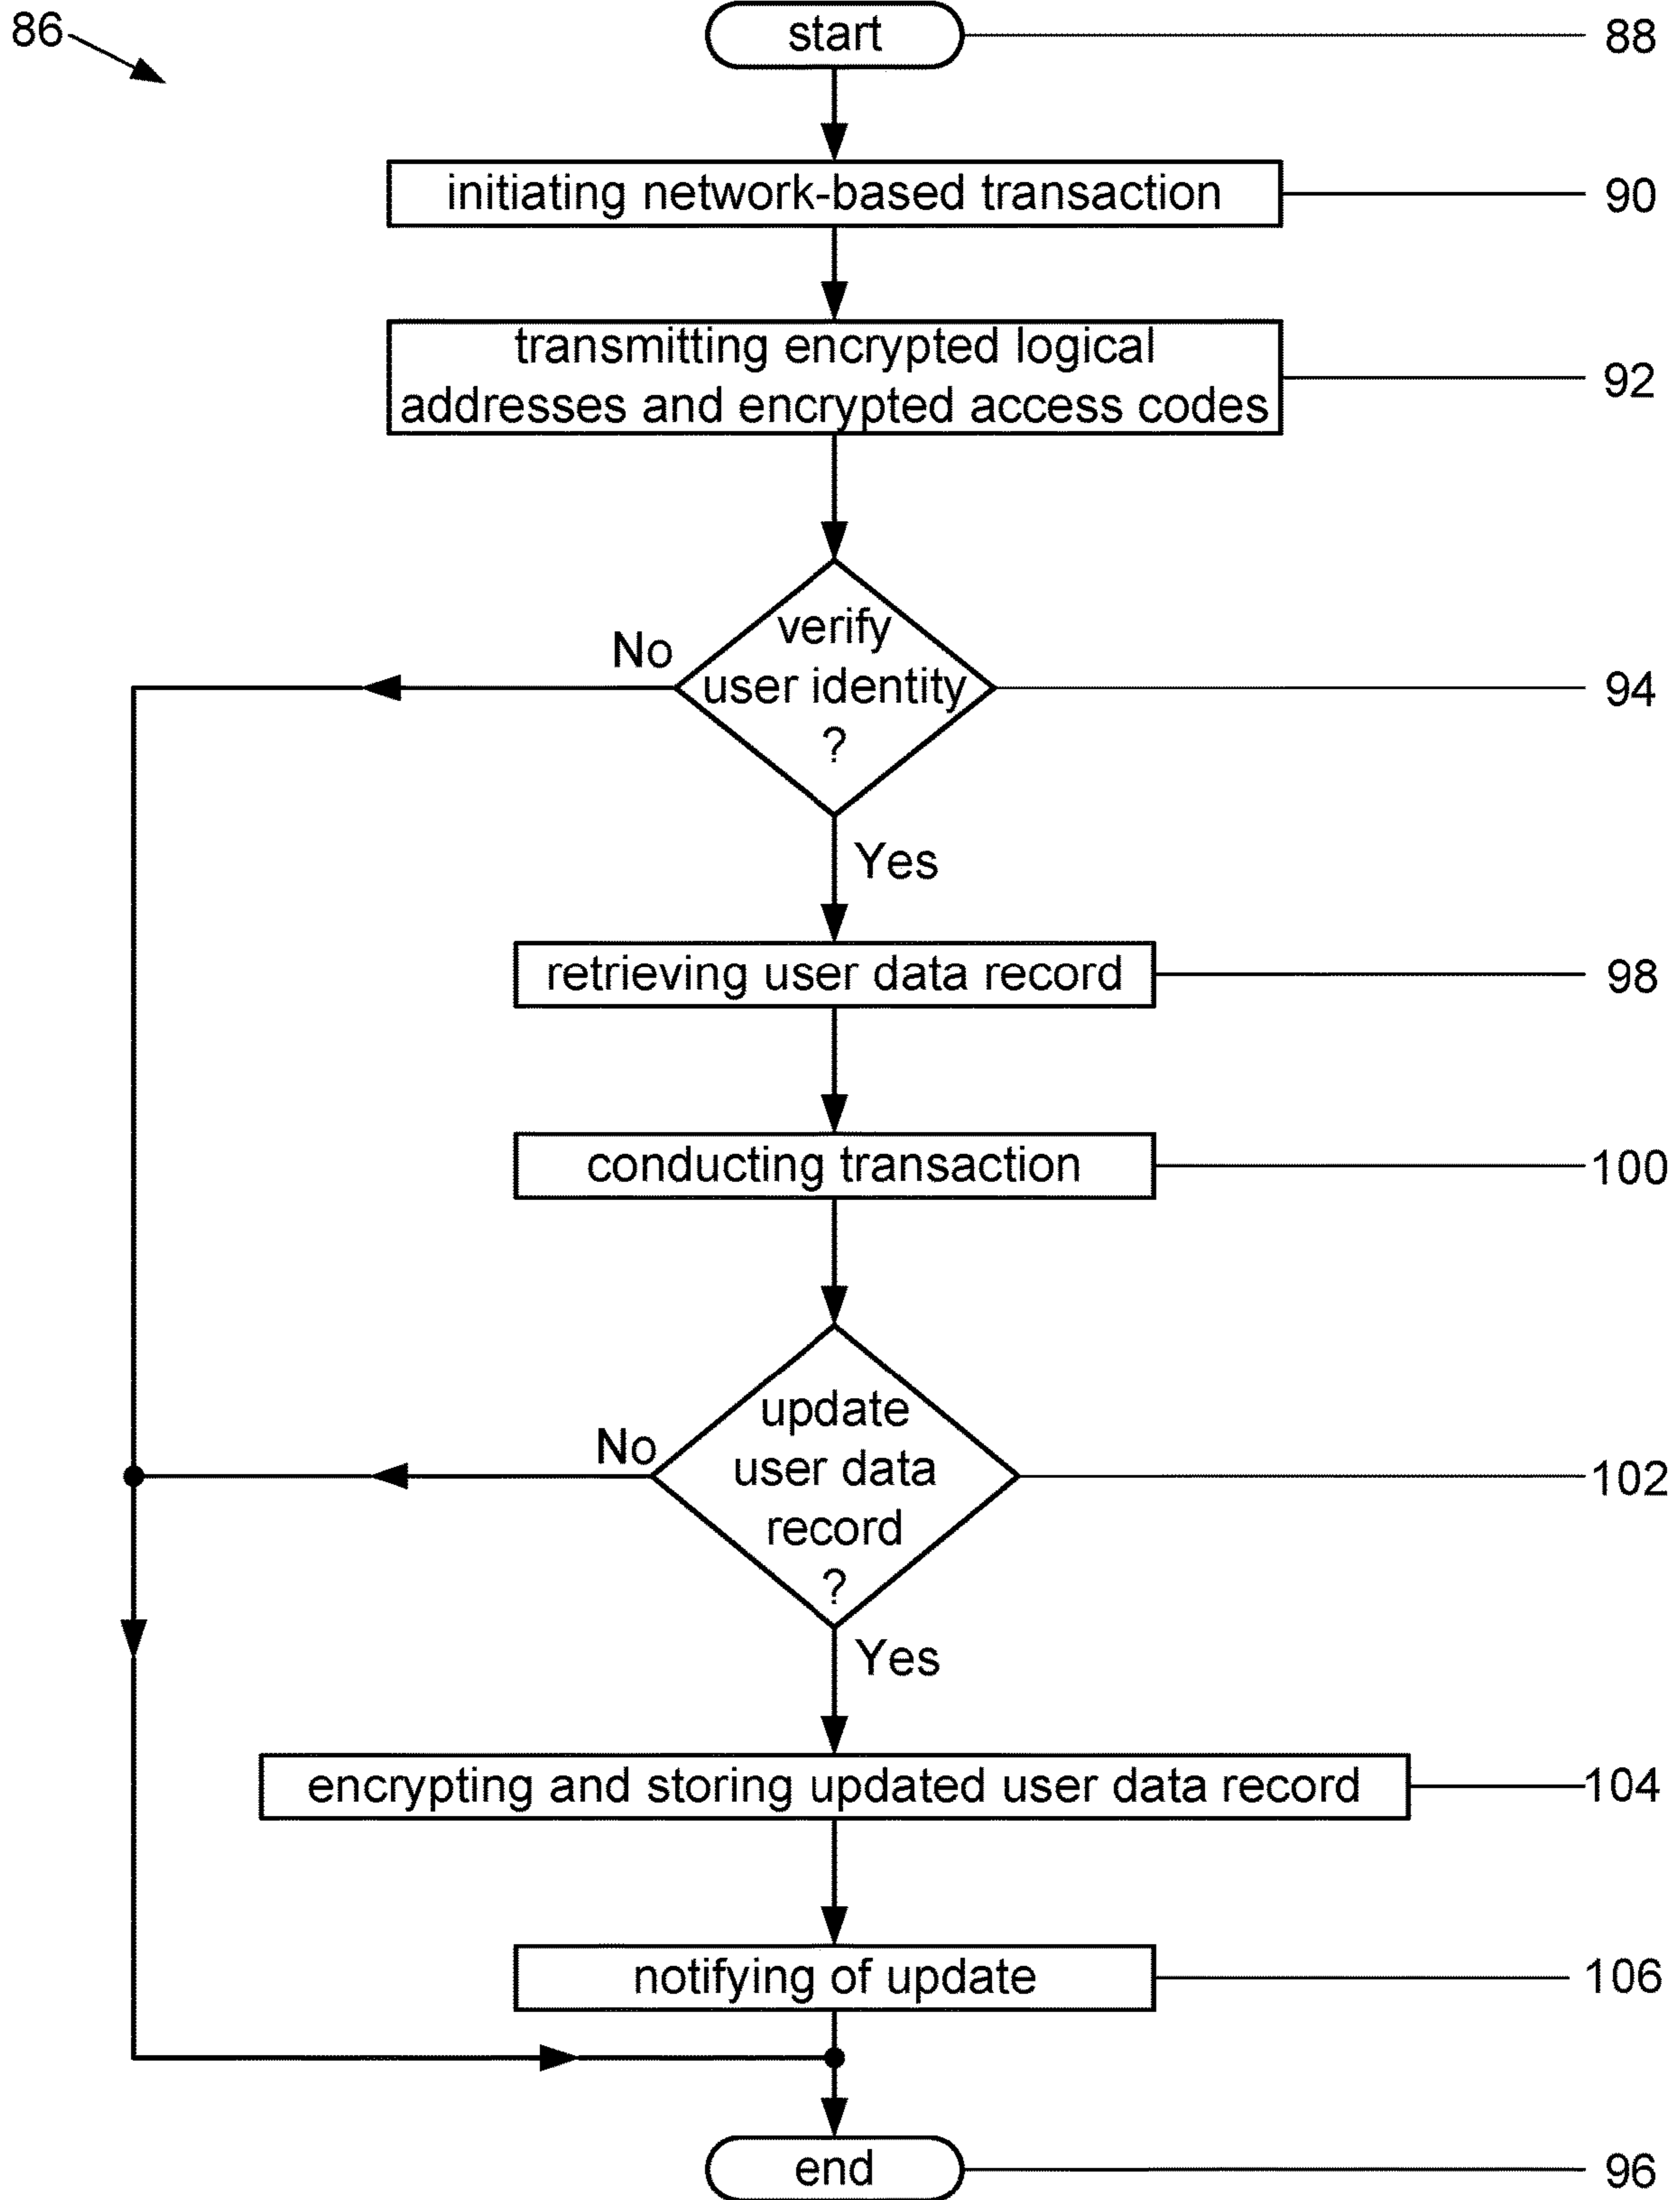 86
start
88
initiating network-based transaction
90
transmitting encrypted logical
addresses and encrypted access codes
92
verify
user identity
?
No
94
Yes
retrieving user data record
98
conducting transaction
100
update
user data
record
?
No
102
Yes
encrypting and storing updated user data record
104
notifying of update
106
end
96